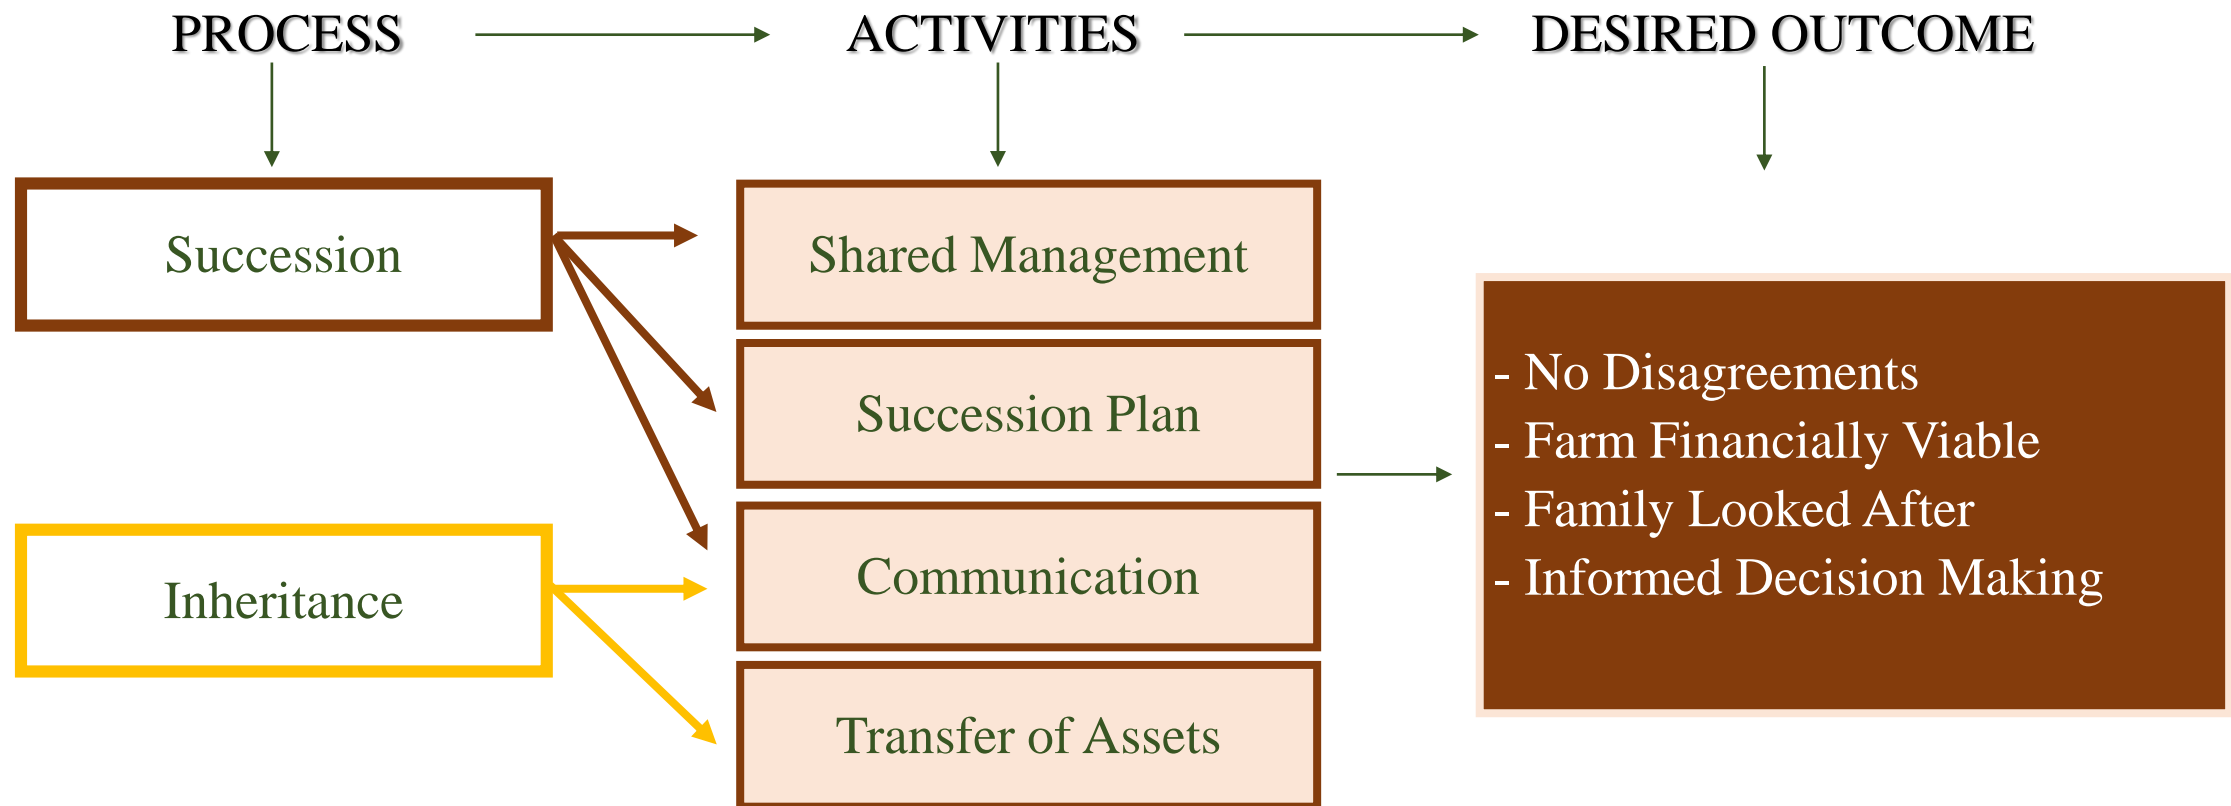 PROCESS
ACTIVITIES
DESIRED OUTCOME
Succession
Inheritance
Shared Management
Succession Plan
Communication
Transfer of Assets
- No Disagreements
- Farm Financially Viable
- Family Looked After
- Informed Decision Making